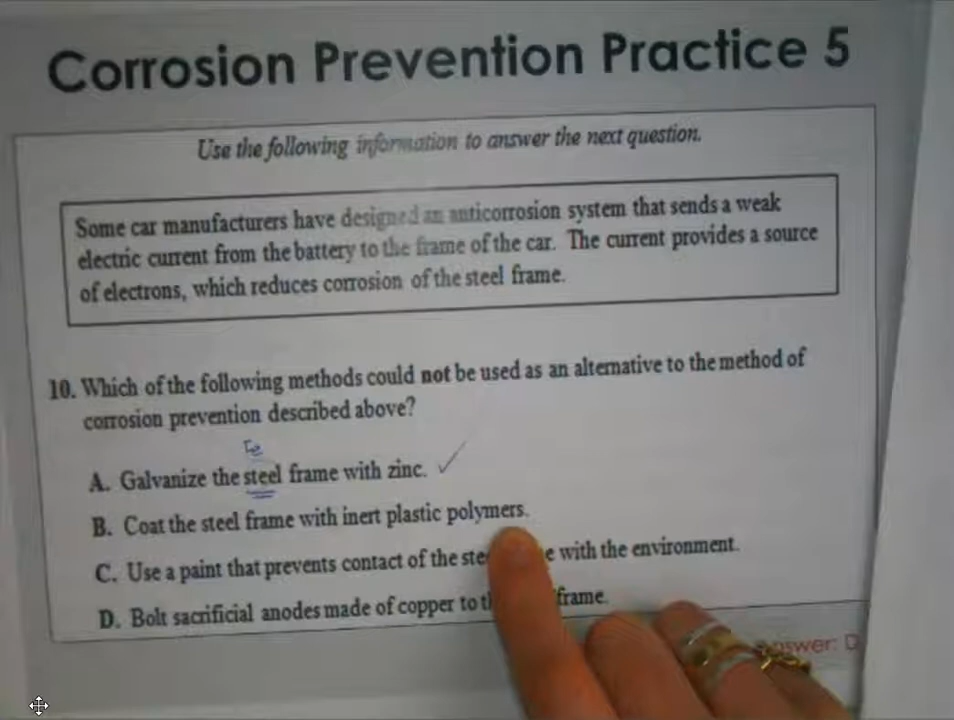 Corrosion Prevention Practice 5
Use the following information to answer the next question.
Some car manufacturers have designed an anticorrosion system that sends a weak
electric current from the battery to the frame of the car. The current provides a source
of electrons, which reduces corrosion of the steel frame.
10. Which of the following methods could not be used as an alternative to the method of
corrosion prevention described above?
Fe
A. Galvanize the steel frame with zinc. ✓
B. Coat the steel frame with inert plastic polymers.
C. Use a paint that prevents contact of the with the environment.
D. Bolt sacrificial anodes made of copper to frame.
Answer: D